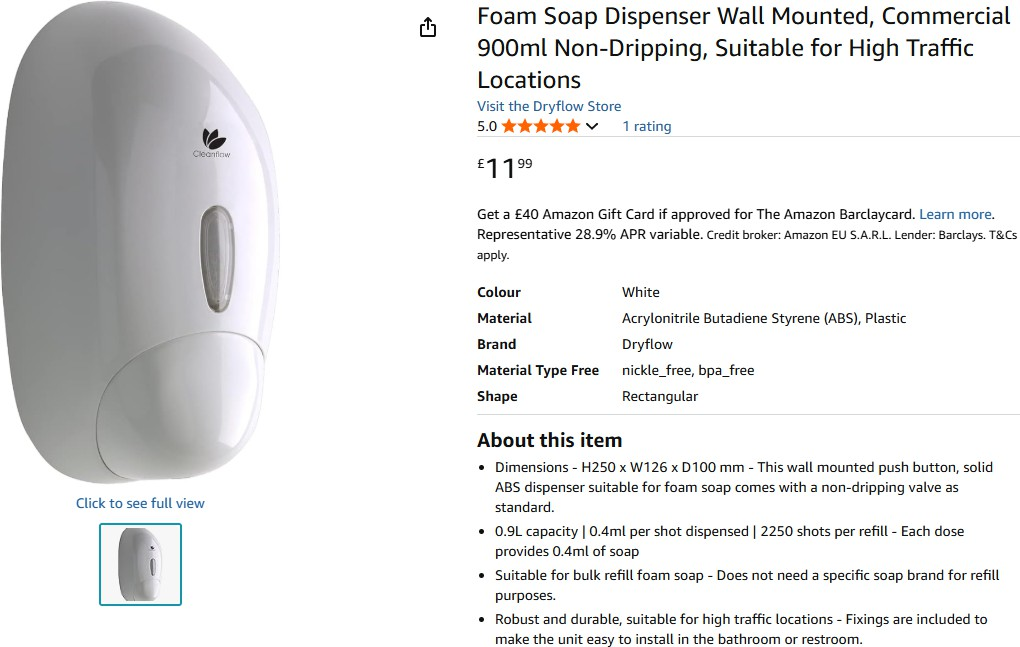 Foam Soap Dispenser Wall Mounted, Commercial
900ml Non-Dripping, Suitable for High Traffic
Locations
Visit the Dryflow Store
5.0 1 rating
£11 99
Get a £40 Amazon Gift Card if approved for The Amazon Barclaycard. Learn more.
Representative 28.9% APR variable. Credit broker: Amazon EU S.A.R.L. Lender: Barclays. T&Cs
apply.
Colour White
Material Acrylonitrile Butadiene Styrene (ABS), Plastic
Brand Dryflow
Material Type Free nickle_free, bpa_free
Shape Rectangular
About this item
• Dimensions - H250 x W126 x D100 mm - This wall mounted push button, solid
ABS dispenser suitable for foam soap comes with a non-dripping valve as
standard.
• 0.9L capacity | 0.4ml per shot dispensed | 2250 shots per refill - Each dose
provides 0.4ml of soap
• Suitable for bulk refill foam soap - Does not need a specific soap brand for refill
purposes.
• Robust and durable, suitable for high traffic locations - Fixings are included to
make the unit easy to install in the bathroom or restroom.
Cleanflow
Click to see full view